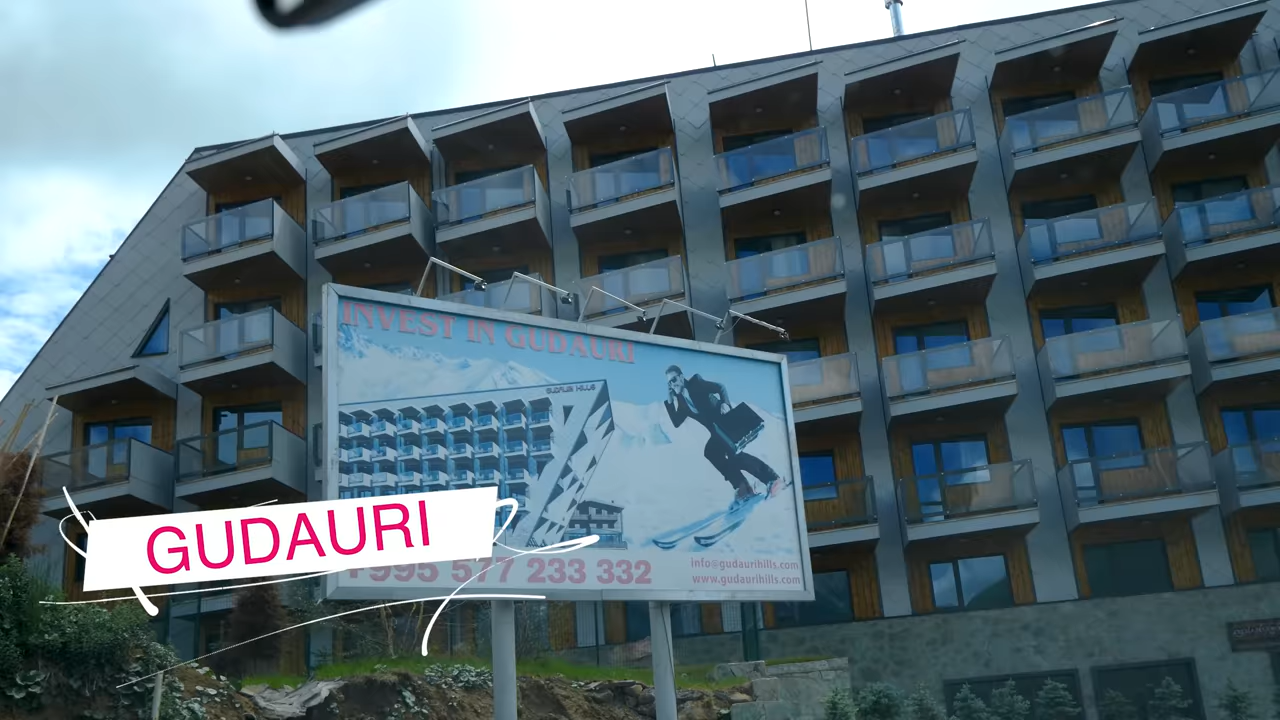 INVEST IN GUDAURI
GUDAURI HILLS
GUDAURI
+995 577 233 332
info@gudaurihills.com
www.gudaurihills.com